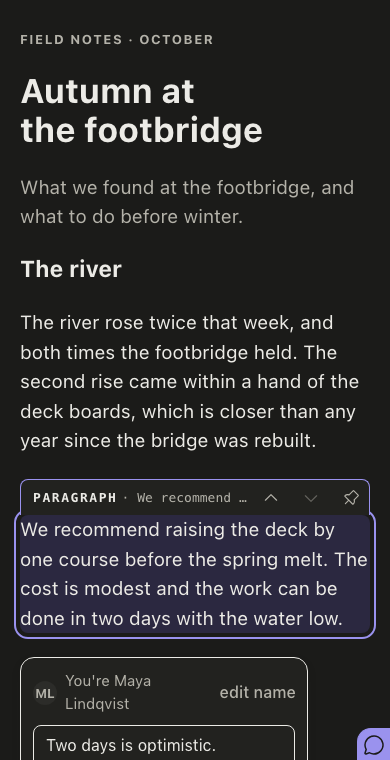 FIELD NOTES · OCTOBER
Autumn at
the footbridge
What we found at the footbridge, and
what to do before winter.
The river
The river rose twice that week, and
both times the footbridge held. The
second rise came within a hand of the
deck boards, which is closer than any
year since the bridge was rebuilt.
PARAGRAPH · We recommend …
We recommend raising the deck by
one course before the spring melt. The
cost is modest and the work can be
done in two days with the water low.
ML
You're Maya
Lindqvist
edit name
Two days is optimistic.